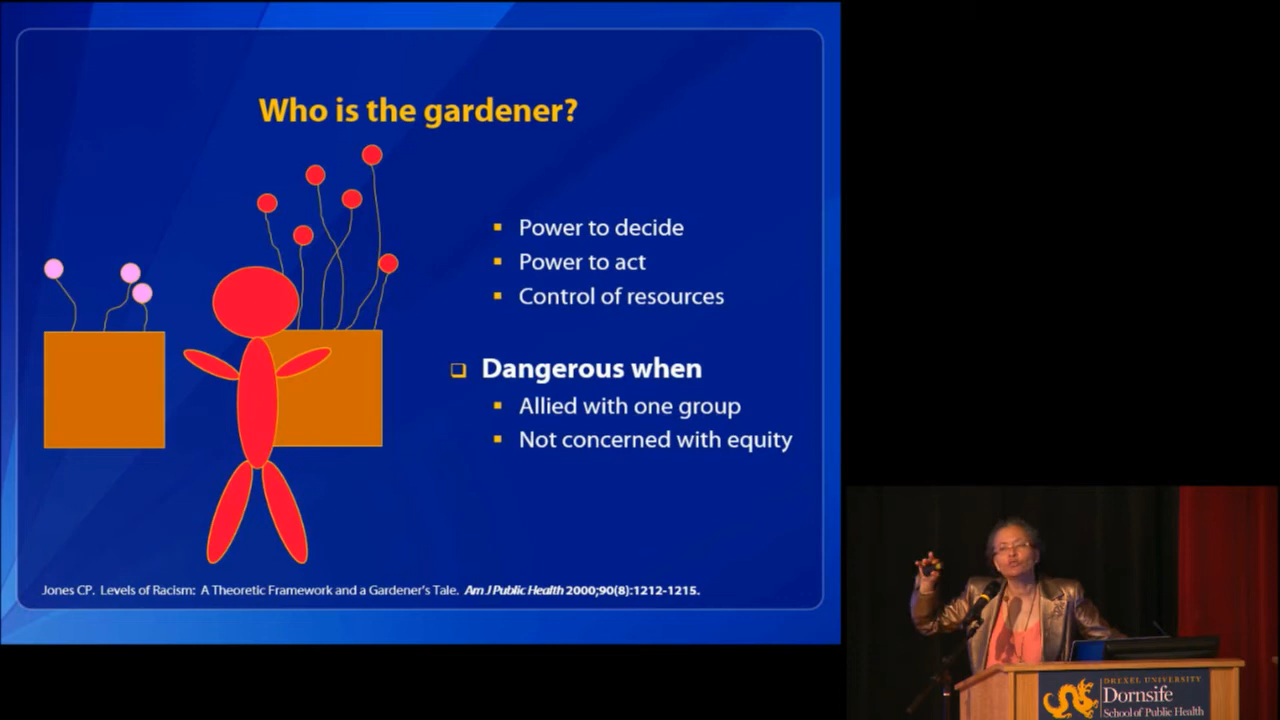 Who is the gardener?
Power to decide
Power to act
Control of resources
Dangerous when
Allied with one group
Not concerned with equity
Jones CP. Levels of Racism: A Theoretic Framework and a Gardener's Tale. Am J Public Health 2000;90(8):1212-1215.
DREXEL UNIVERSITY
Dornsife
School of Public Health